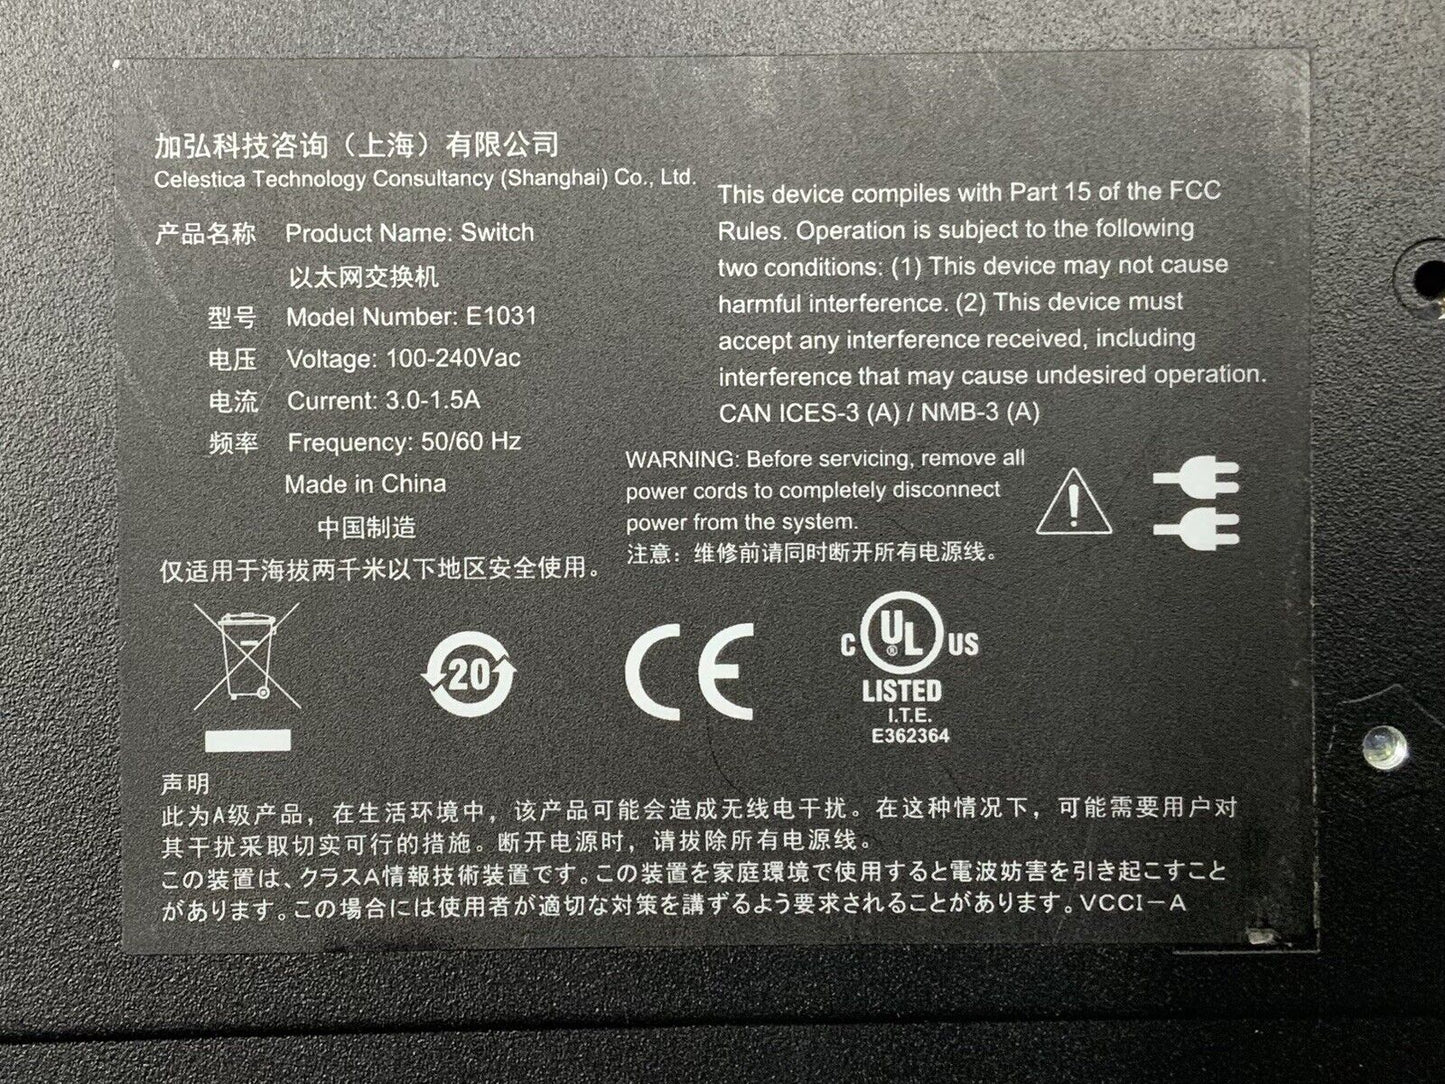 加弘科技咨询（上海）有限公司
Celestica Technology Consultancy (Shanghai) Co., Ltd.
产品名称 Product Name: Switch
以太网交换机
型号 Model Number: E1031
电压 Voltage: 100-240Vac
电流 Current: 3.0-1.5A
频率 Frequency: 50/60 Hz
Made in China
中国制造
仅适用于海拔两千米以下地区安全使用。
This device compiles with Part 15 of the FCC
Rules. Operation is subject to the following
two conditions: (1) This device may not cause
harmful interference. (2) This device must
accept any interference received, including
interference that may cause undesired operation.
CAN ICES-3 (A) / NMB-3 (A)
WARNING: Before servicing, remove all
power cords to completely disconnect
power from the system.
注意：维修前请同时断开所有电源线。
20
CE
C UL ® US
LISTED
I.T.E.
E362364
声明
此为A级产品，在生活环境中，该产品可能会造成无线电干扰。在这种情况下，可能需要用户对
其干扰采取切实可行的措施。断开电源时，请拔除所有电源线。
この装置は、クラスA情報技術装置です。この装置を家庭環境で使用すると電波妨害を引き起こすこと
があります。この場合には使用者が適切な対策を講ずるよう要求されることがあります。VCCI－A